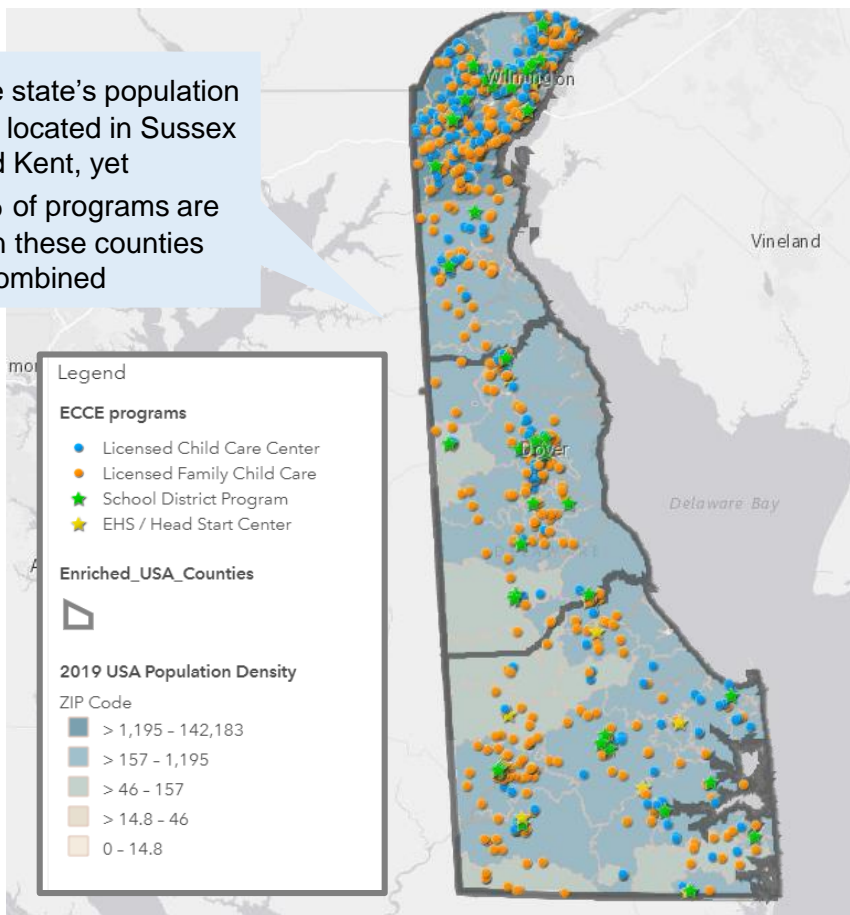 state's population
located in Sussex
Kent, yet
of programs are
these counties
Wilmington
Vineland
Legend
ECCE programs
Licensed Child Care Center
Licensed Family Child Care
School District Program
EHS / Head Start Center
Enriched_USA_Counties
2019 USA Population Density
ZIP Code
> 1,195 - 142,183
> 157 - 1,195
> 46 - 157
> 14.8 - 46
0 - 14.8
Dover
Delaware Bay